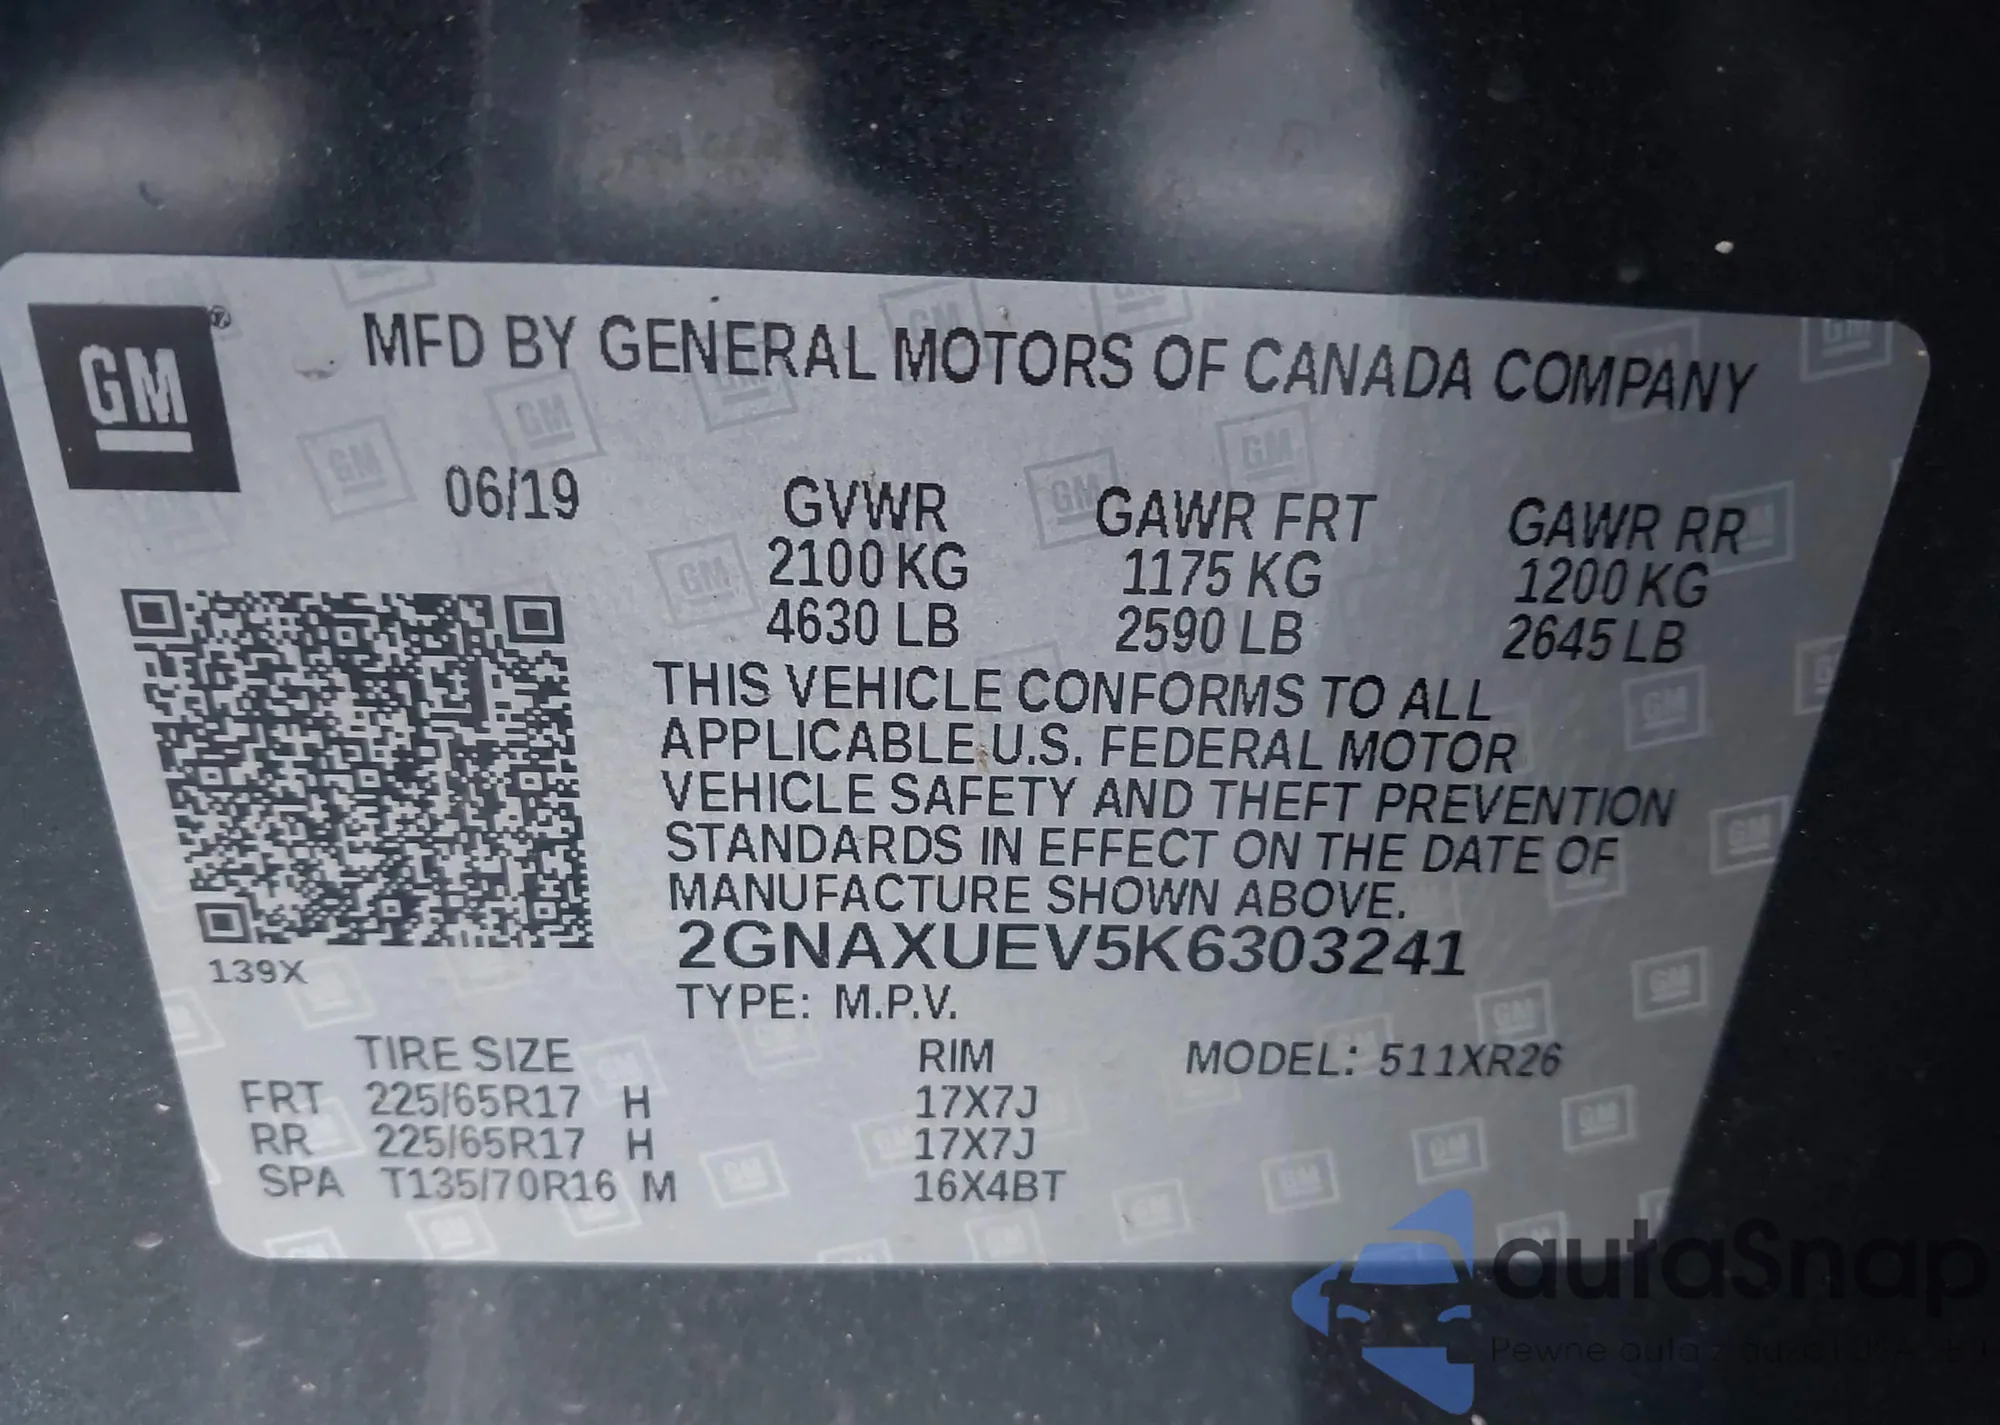 GM
MFD BY GENERAL MOTORS OF CANADA COMPANY
06/19
GVWR GAWR FRT GAWR RR
2100 KG 1175 KG 1200 KG
4630 LB 2590 LB 2645 LB
THIS VEHICLE CONFORMS TO ALL
APPLICABLE U.S. FEDERAL MOTOR
VEHICLE SAFETY AND THEFT PREVENTION
STANDARDS IN EFFECT ON THE DATE OF
MANUFACTURE SHOWN ABOVE.
2GNAXUEV5K6303241
139X
TYPE: M.P.V.
TIRE SIZE RIM MODEL: 511XR26
FRT 225/65R17 H 17X7J
RR 225/65R17 H 17X7J
SPA T135/70R16 M 16X4BT
autaSnap
Pewne auta z